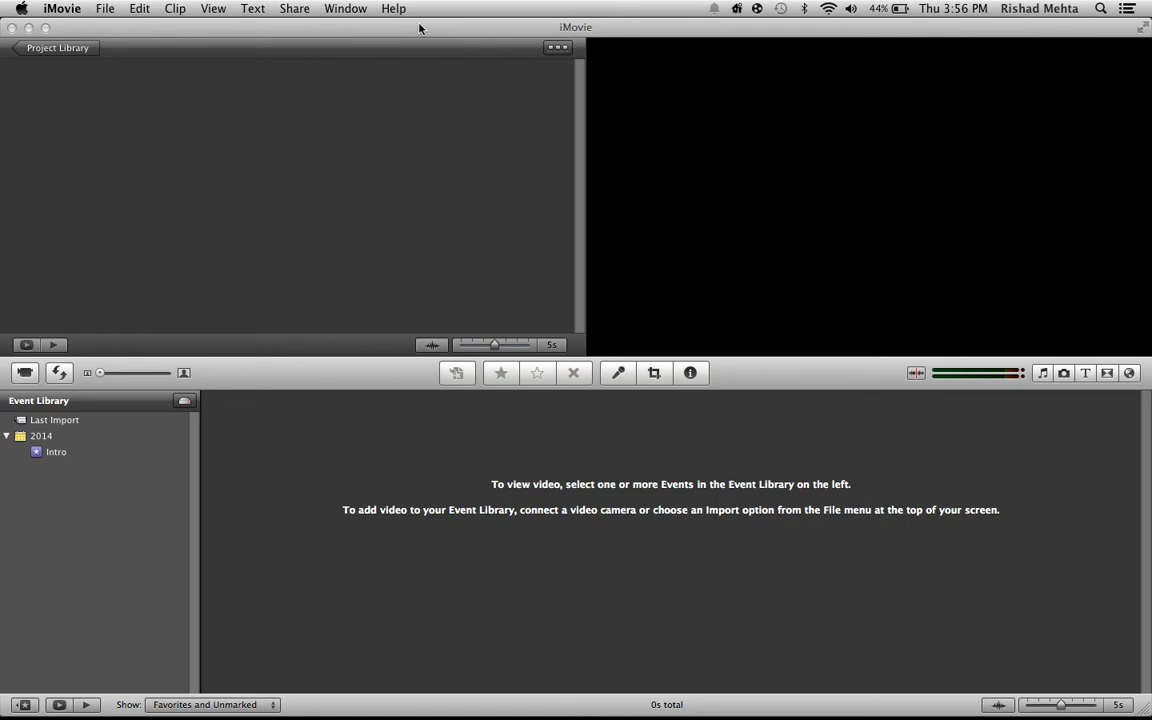 iMovie File Edit Clip View Text Share Window Help 44% Thu 3:56 PM Rishad Mehta
iMovie
Project Library
5s
Event Library
Last Import
2014
Intro
To view video, select one or more Events in the Event Library on the left.
To add video to your Event Library, connect a video camera or choose an Import option from the File menu at the top of your screen.
Show: Favorites and Unmarked 0s total 5s